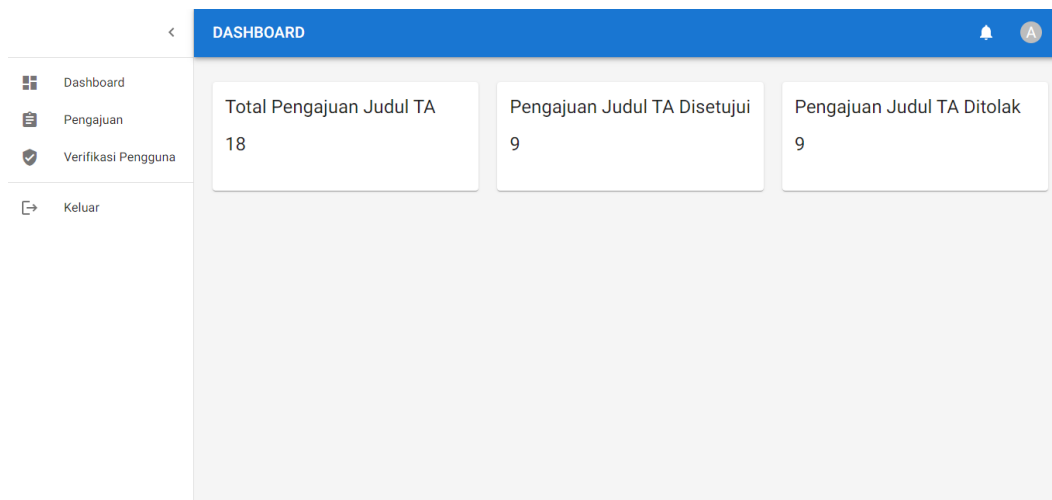 DASHBOARD
A
Dashboard
Pengajuan
Verifikasi Pengguna
Keluar
Total Pengajuan Judul TA
18
Pengajuan Judul TA Disetujui
9
Pengajuan Judul TA Ditolak
9